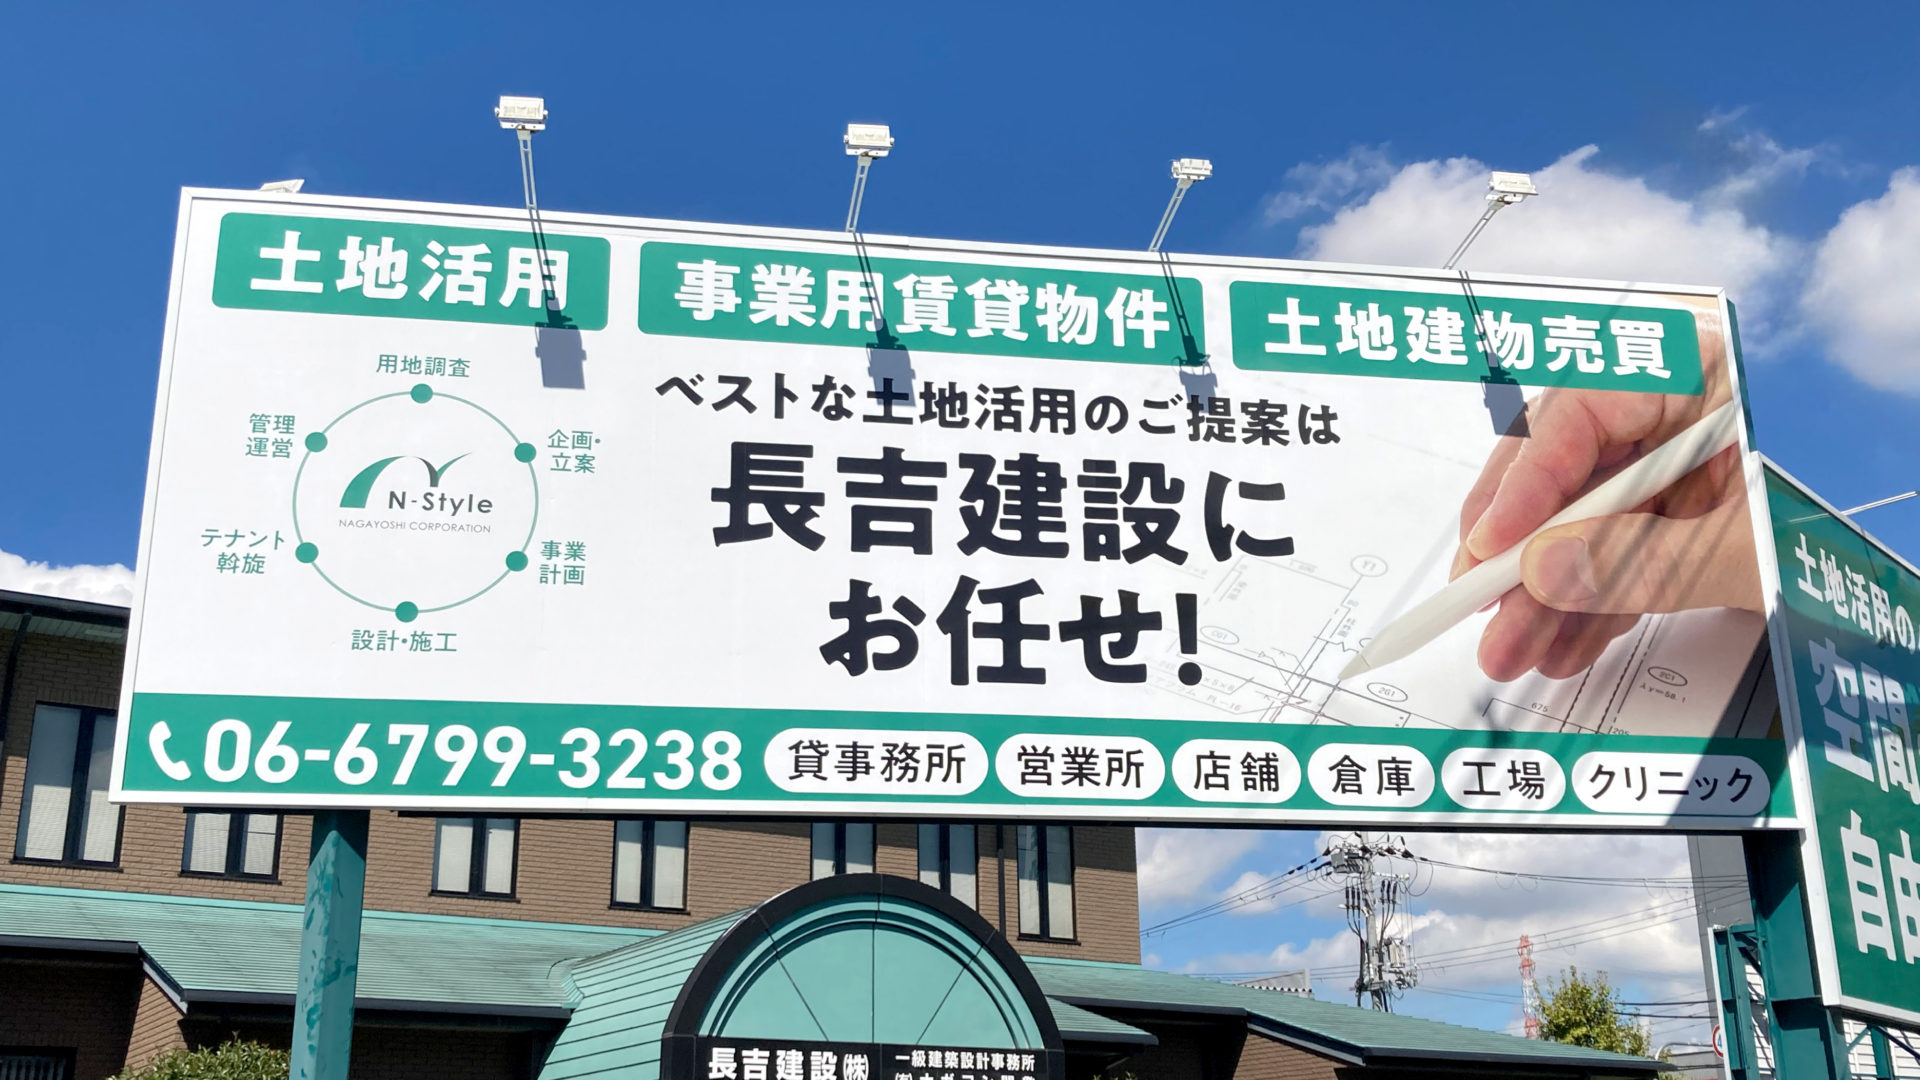 土地活用
事業用賃貸物件
土地建物売買
用地調査
企画・
立案
事業
計画
設計・施工
テナント
斡旋
管理
運営
N-Style
NAGAYOSHI CORPORATION
ベストな土地活用のご提案は
長吉建設に
お任せ!
06-6799-3238
貸事務所
営業所
店舗
倉庫
工場
クリニック
Y1
CG1
2G1
2C1
675
土地活用の
空間
自由
長吉建設㈱
一級建築設計事務所